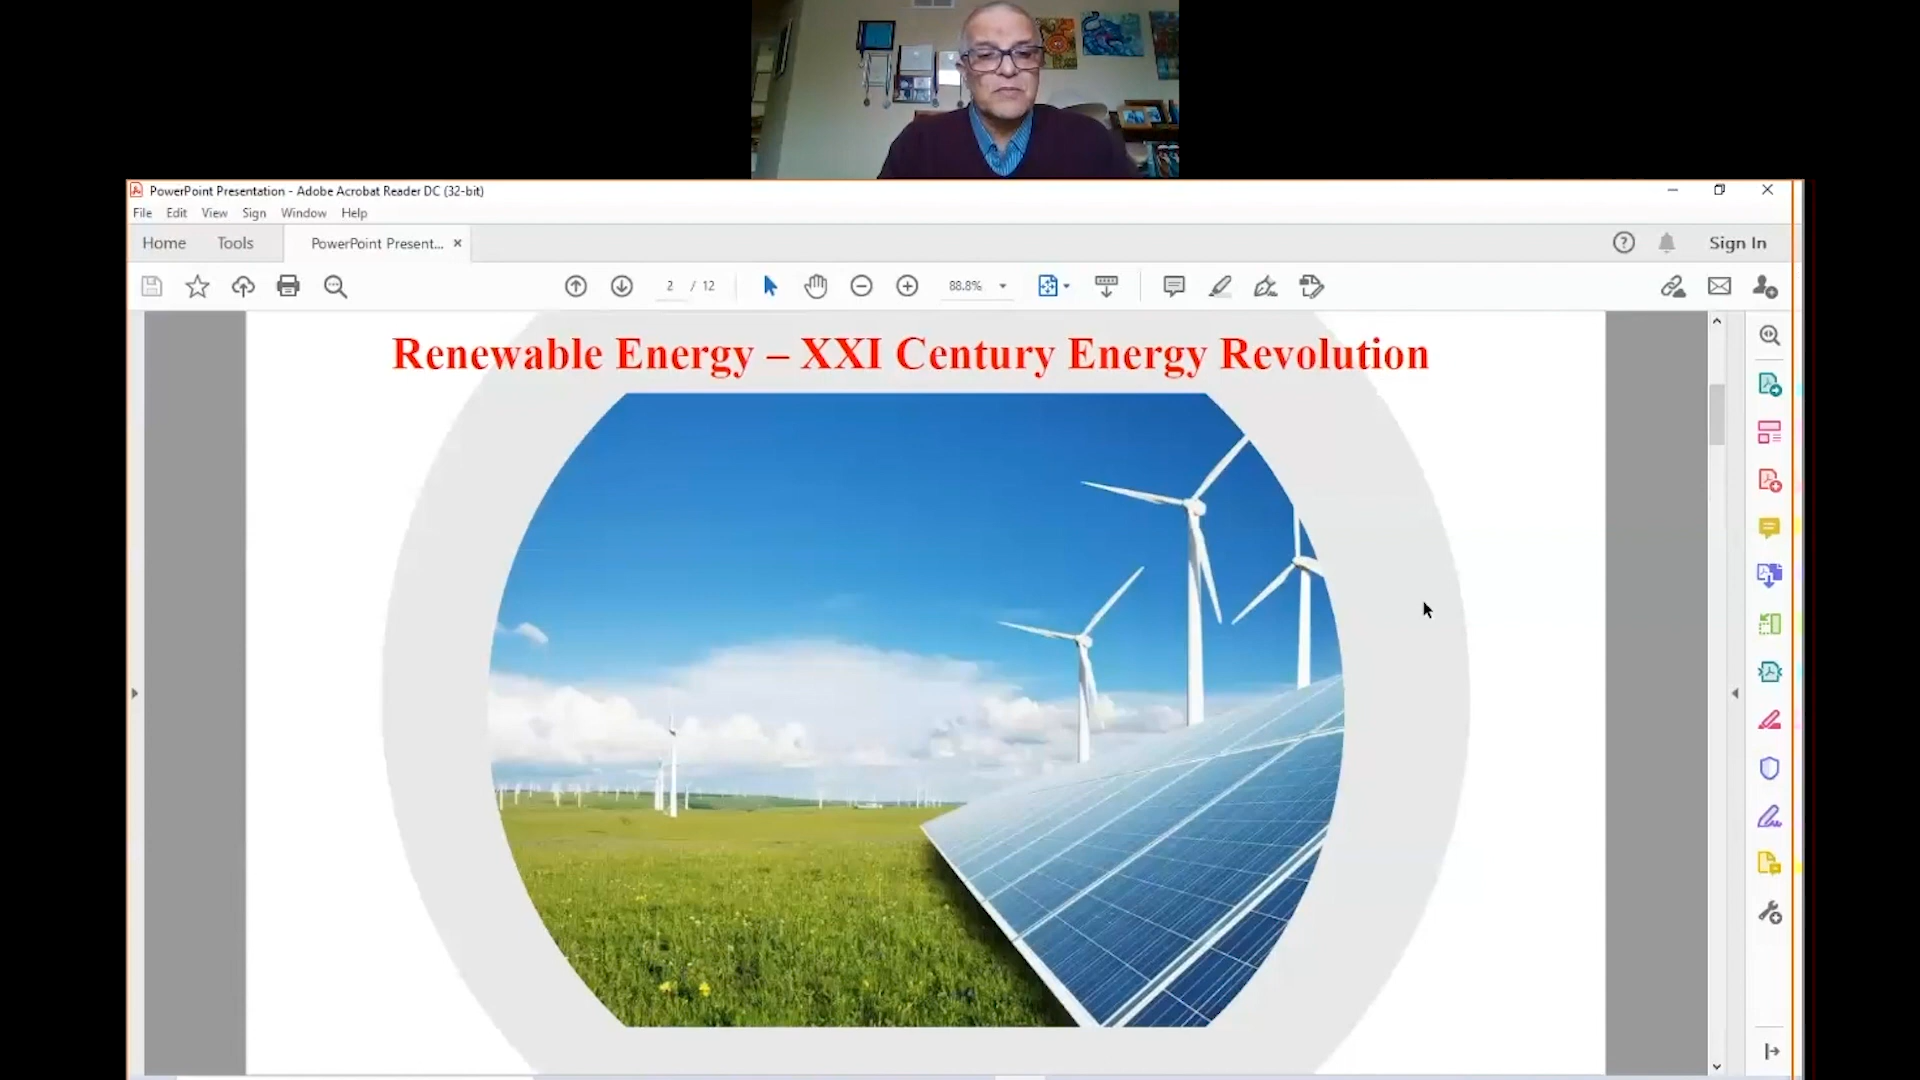 PowerPoint Presentation - Adobe Acrobat Reader DC (32-bit)
File Edit View Sign Window Help
Home Tools PowerPoint Present... Sign In
2 / 12 88.8%
Renewable Energy – XXI Century Energy Revolution